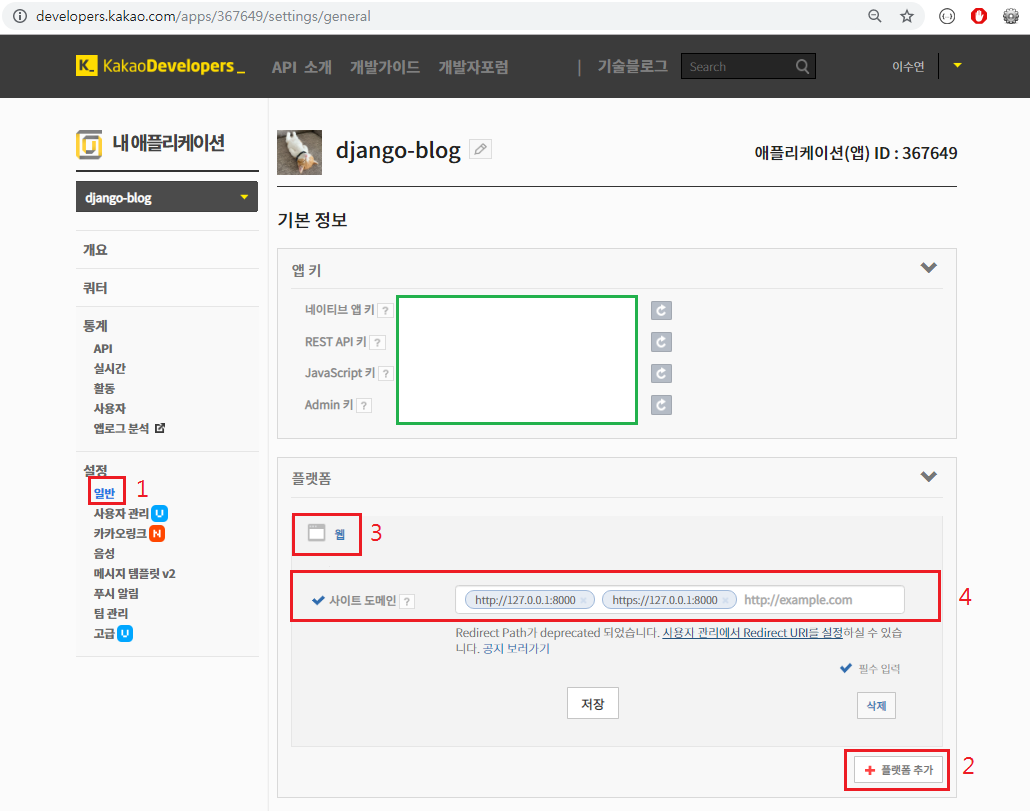 developers.kakao.com/apps/367649/settings/general
K_ KakaoDevelopers_ API 소개 개발가이드 개발자포럼 | 기술블로그 Search 이수연
내 애플리케이션
django-blog 애플리케이션(앱) ID : 367649
django-blog
기본 정보
개요
쿼터
통계
API
실시간
활동
사용자
앱로그 분석
설정
일반 1
사용자 관리 U
카카오링크 N
음성
메시지 템플릿 v2
푸시 알림
팀 관리
고급 U
앱 키
네이티브 앱 키 ?
REST API 키 ?
JavaScript 키 ?
Admin 키 ?
플랫폼
웹 3
사이트 도메인 ? http://127.0.0.1:8000 × https://127.0.0.1:8000 × http://example.com 4
Redirect Path가 deprecated 되었습니다. 사용자 관리에서 Redirect URI를 설정하실 수 있습
니다. 공지 보러가기
필수 입력
저장 삭제
+ 플랫폼 추가 2